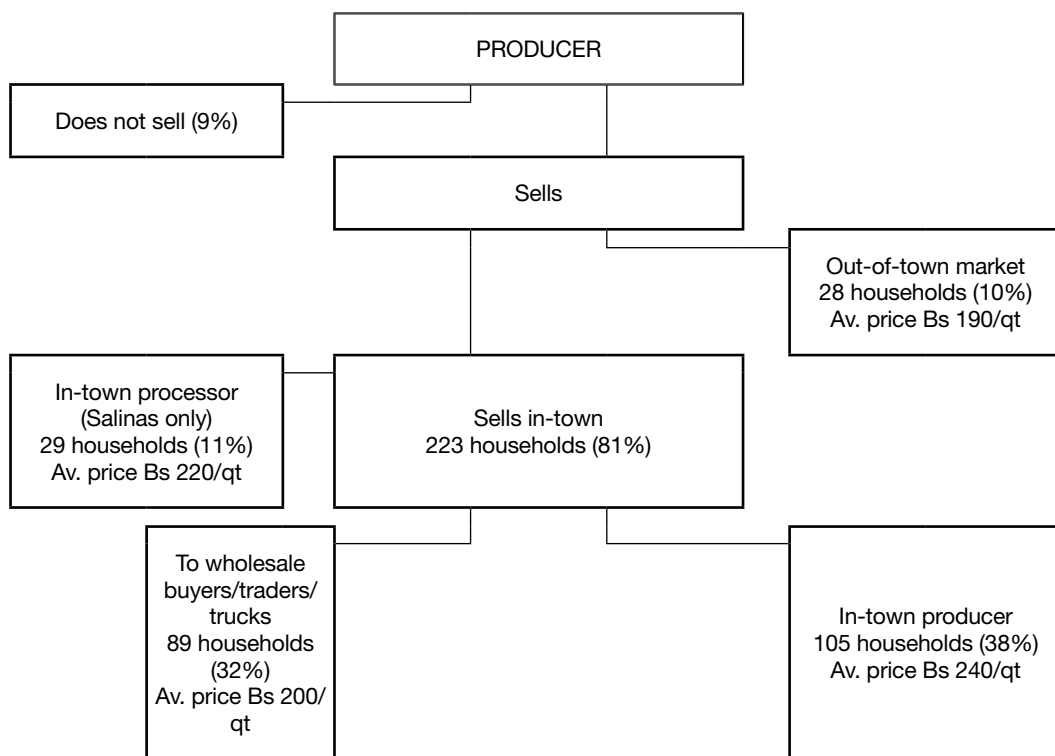 PRODUCER
Does not sell (9%)
Sells
Out-of-town market
28 households (10%)
Av. price Bs 190/qt
In-town processor
(Salinas only)
29 households (11%)
Av. price Bs 220/qt
Sells in-town
223 households (81%)
To wholesale
buyers/traders/
trucks
89 households
(32%)
Av. price Bs 200/
qt
In-town producer
105 households (38%)
Av. price Bs 240/qt